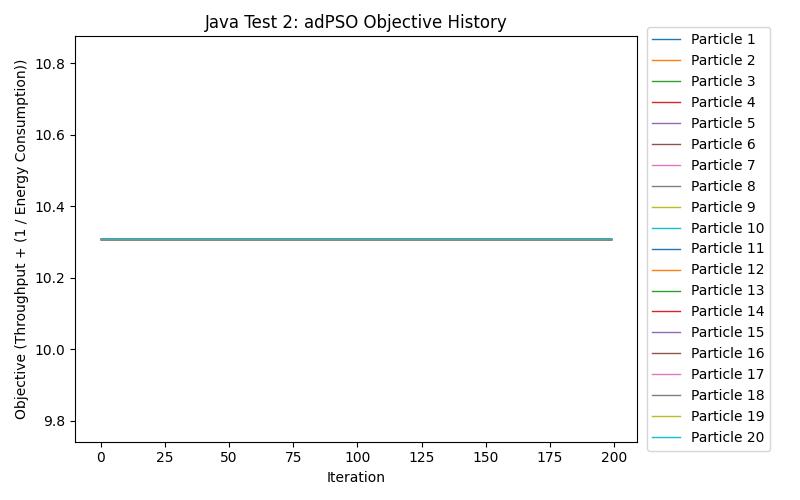 Java Test 2: adPSO Objective History
Objective (Throughput + (1 / Energy Consumption))
10.8
10.6
10.4
10.2
10.0
9.8
0 25 50 75 100 125 150 175 200
Iteration
Particle 1
Particle 2
Particle 3
Particle 4
Particle 5
Particle 6
Particle 7
Particle 8
Particle 9
Particle 10
Particle 11
Particle 12
Particle 13
Particle 14
Particle 15
Particle 16
Particle 17
Particle 18
Particle 19
Particle 20